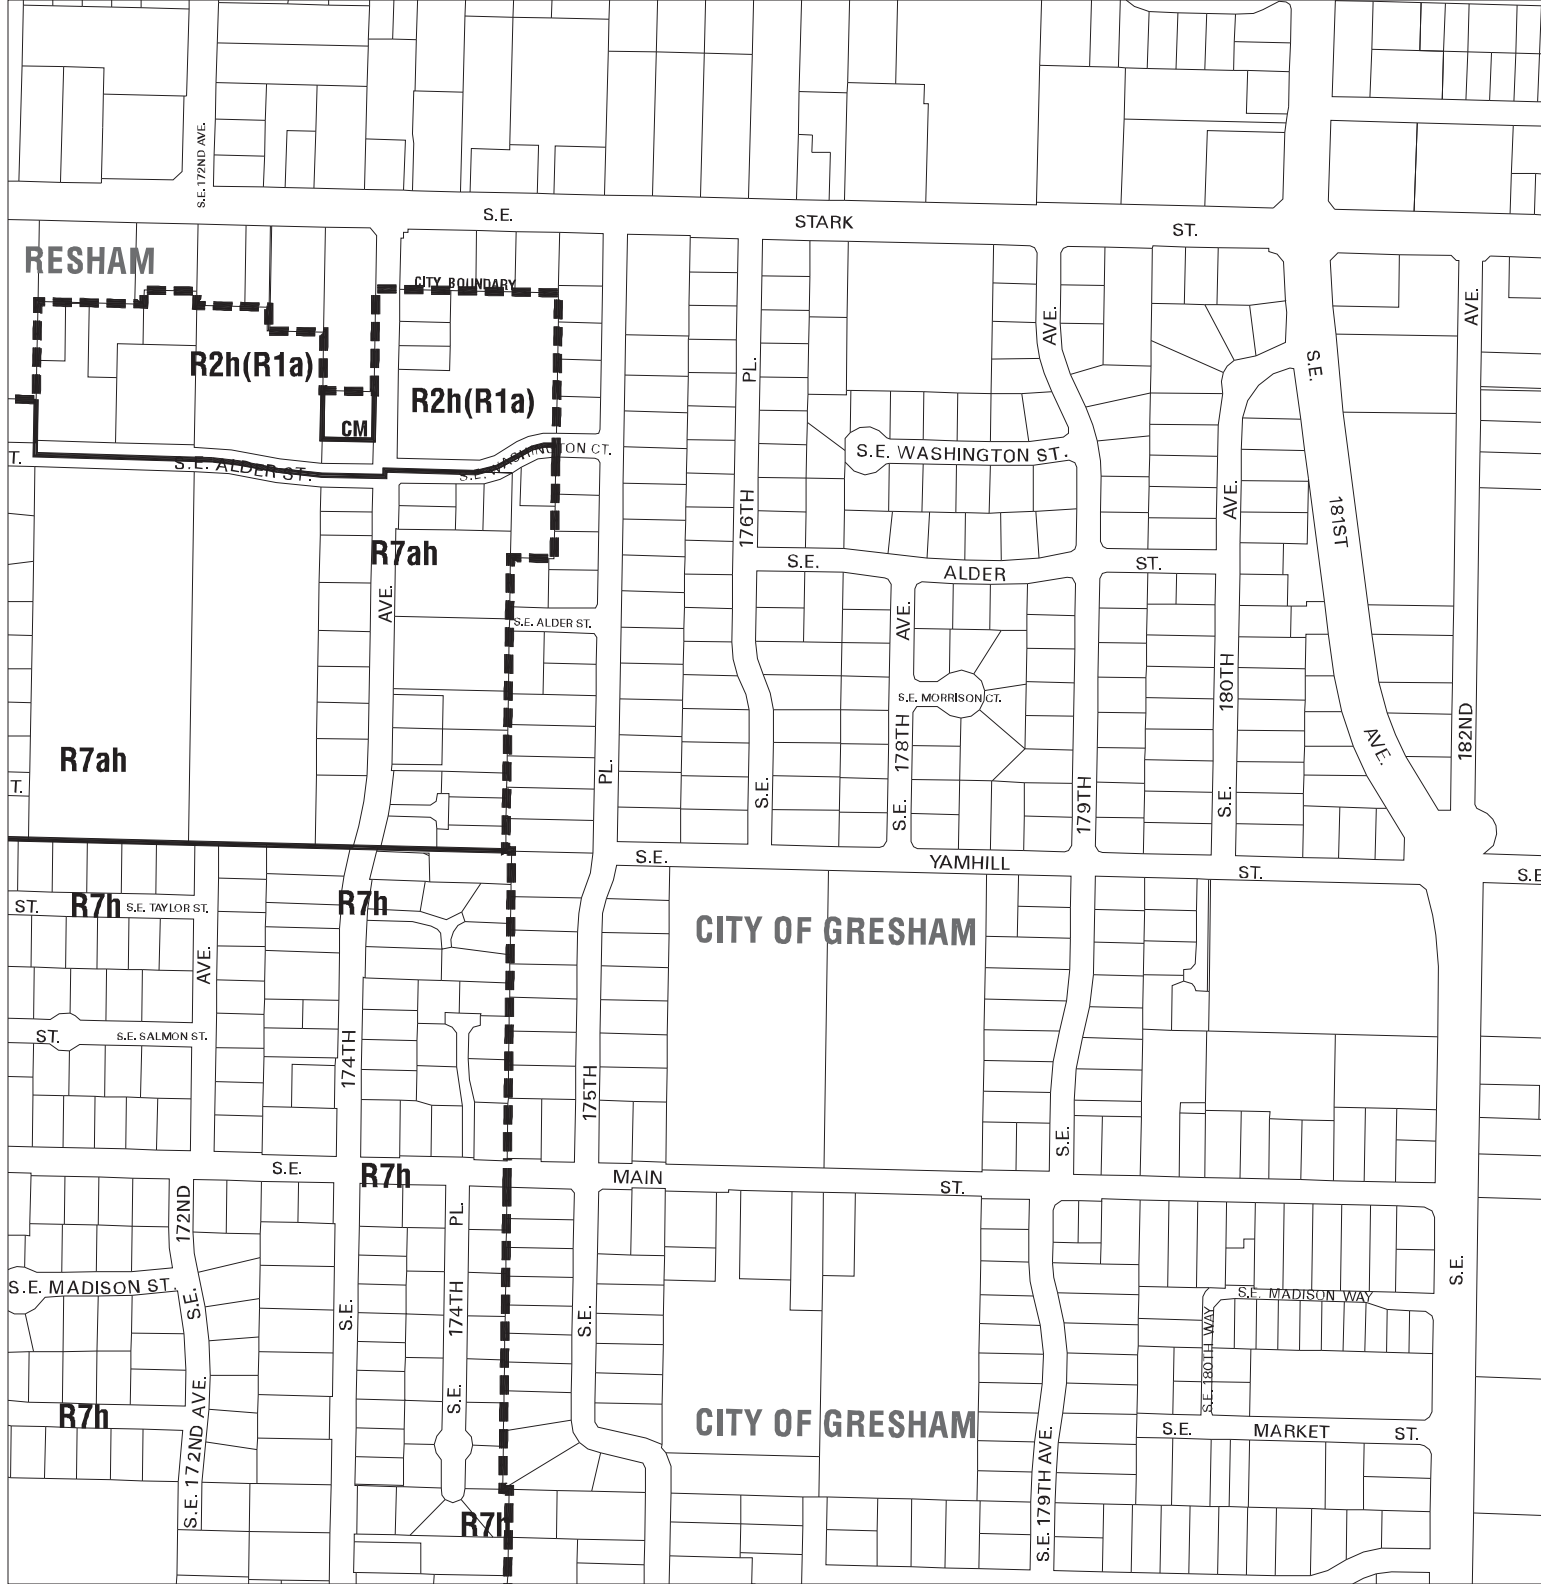 S.E. 172ND AVE.
S.E. STARK ST.
RESHAM
CITY BOUNDARY
R2h(R1a)
R2h(R1a)
CM
AVE.
AVE.
PL.
S.E.
T.
S.E. ALDER ST.
S.E. WASHINGTON CT.
S.E. WASHINGTON ST.
176TH
AVE.
181ST
R7ah
S.E. ALDER ST.
AVE.
S.E. ALDER ST.
AVE.
S.E. MORRISON CT.
180TH
182ND
178TH
AVE.
R7ah
T.
PL.
S.E.
S.E.
179TH
S.E.
S.E. YAMHILL ST. S.E
ST.
R7h
S.E. TAYLOR ST.
R7h
CITY OF GRESHAM
AVE.
ST.
S.E. SALMON ST.
174TH
175TH
S.E.
S.E. MAIN ST.
R7h
172ND
PL.
S.E. MADISON ST.
S.E.
S.E.
174TH
S.E.
S.E.
S.E. MADISON WAY
S.E. 180TH WAY
S.E.
R7h
CITY OF GRESHAM
S.E. MARKET ST.
S.E. 172ND AVE.
S.E. 179TH AVE.
R7h